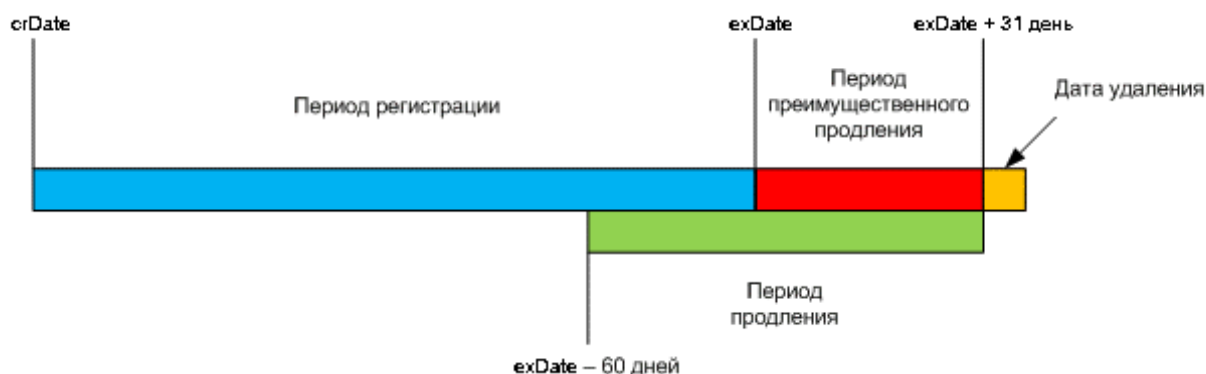 crDate
exDate
exDate + 31 день
Период регистрации
Период
преимущественного
продления
Дата удаления
Период
продления
exDate – 60 дней